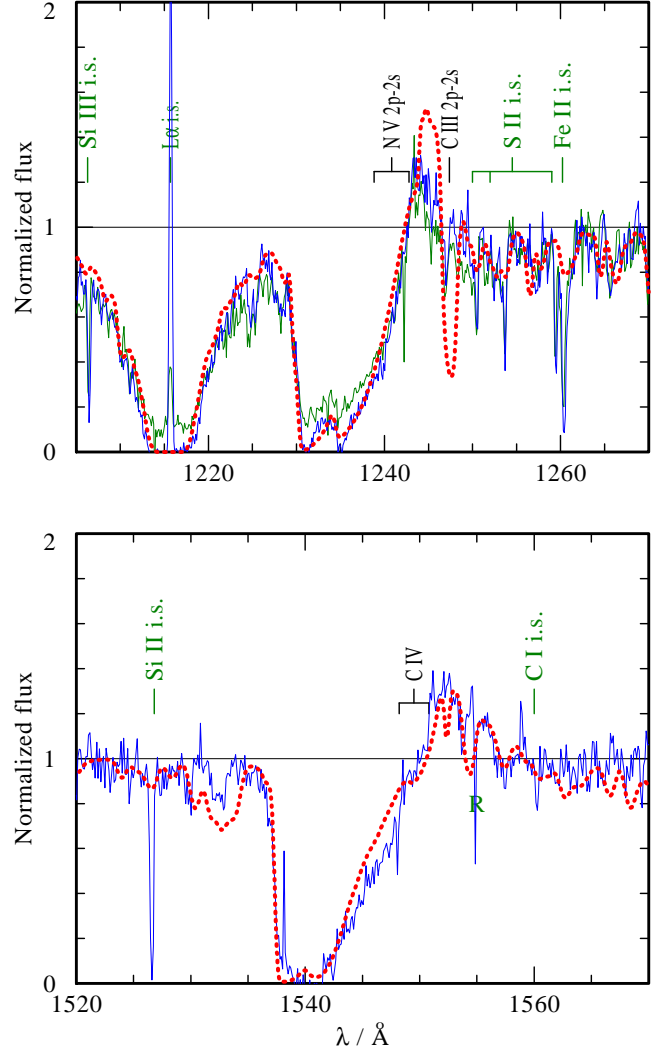 2
Si III i.s.
Lα i.s.
N V 2p-2s
C III 2p-2s
S II i.s.
Fe II i.s.
1
Normalized flux
0
1220
1240
1260
2
Si II i.s.
C IV
C I i.s.
1
R
Normalized flux
0
1520
1540
1560
λ / Å